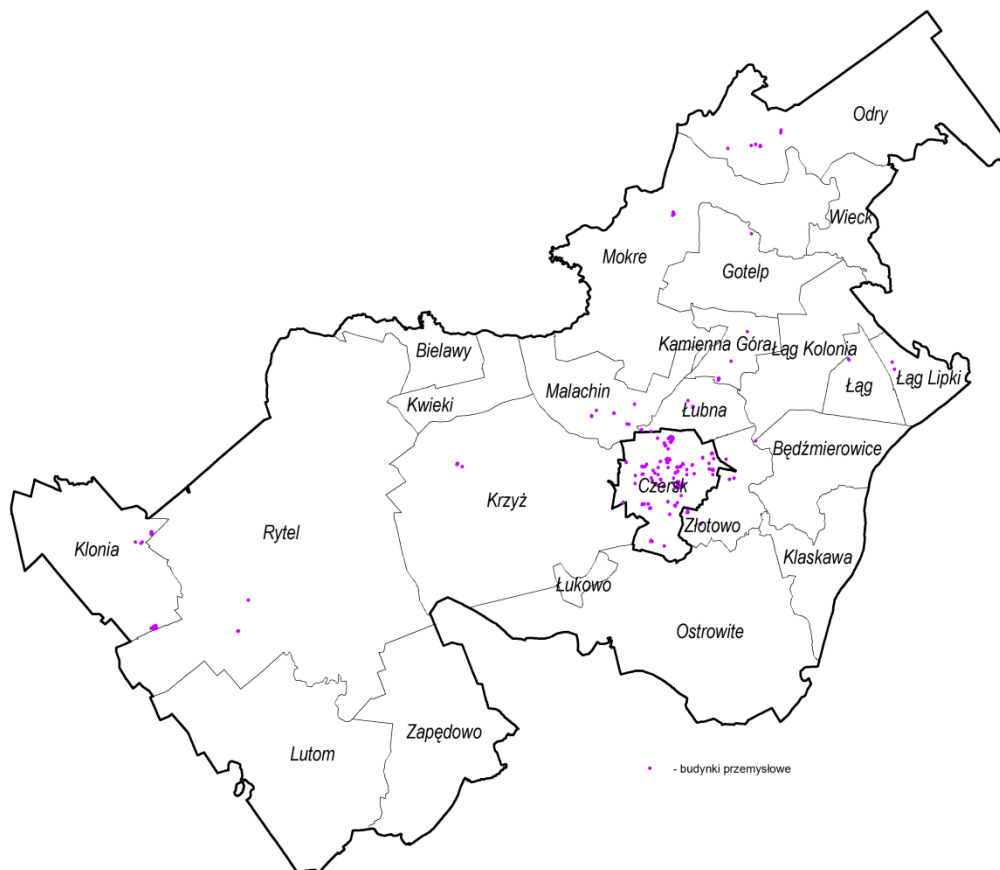 Odry
Wieck
Mokre
Gotelp
Kamienna Góra
Łąg Kolonia
Bielawy
Malachin
Łąg
Łąg Lipki
Kwieki
Łubna
Będźmierowice
Czersk
Krzyż
Rytel
Złotowo
Klonia
Klaskawa
Łukowo
Ostrowite
Zapędowo
Lutom
- budynki przemysłowe